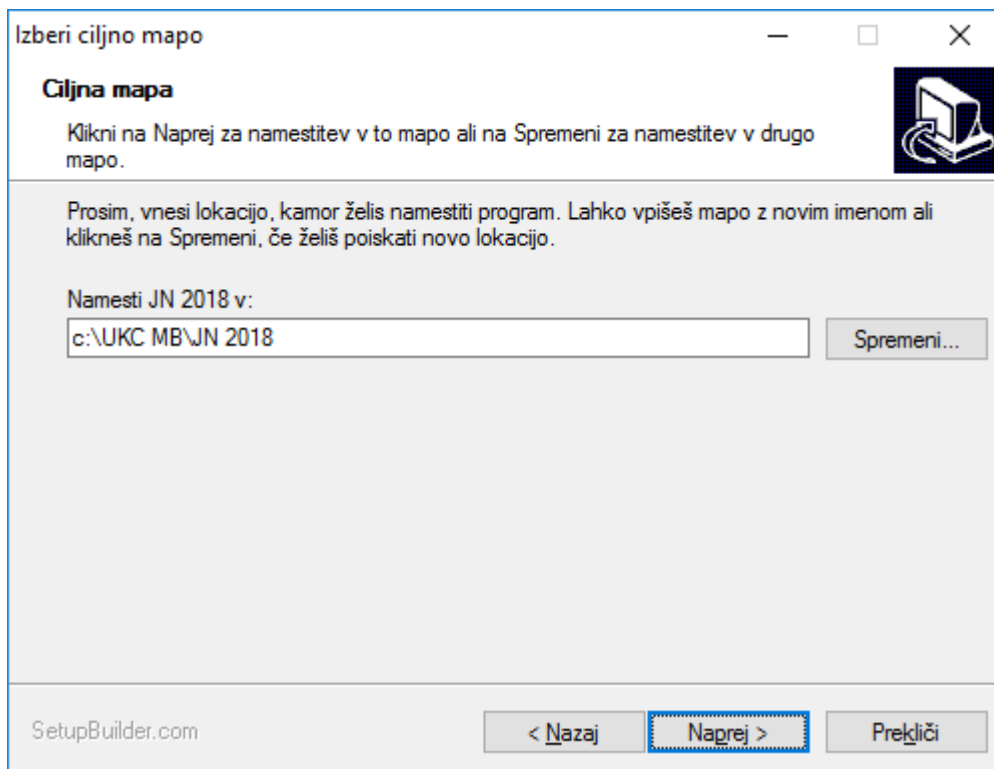 Izberi ciljno mapo
Ciljna mapa
Klikni na Naprej za namestitev v to mapo ali na Spremeni za namestitev v drugo
mapo.
Prosim, vnesi lokacijo, kamor želis namestiti program. Lahko vpišeš mapo z novim imenom ali
klikneš na Spremeni, če želiš poiskati novo lokacijo.
Namesti JN 2018 v:
c:\UKC MB\JN 2018
Spremeni...
SetupBuilder.com
< Nazaj
Naprej >
Prekliči